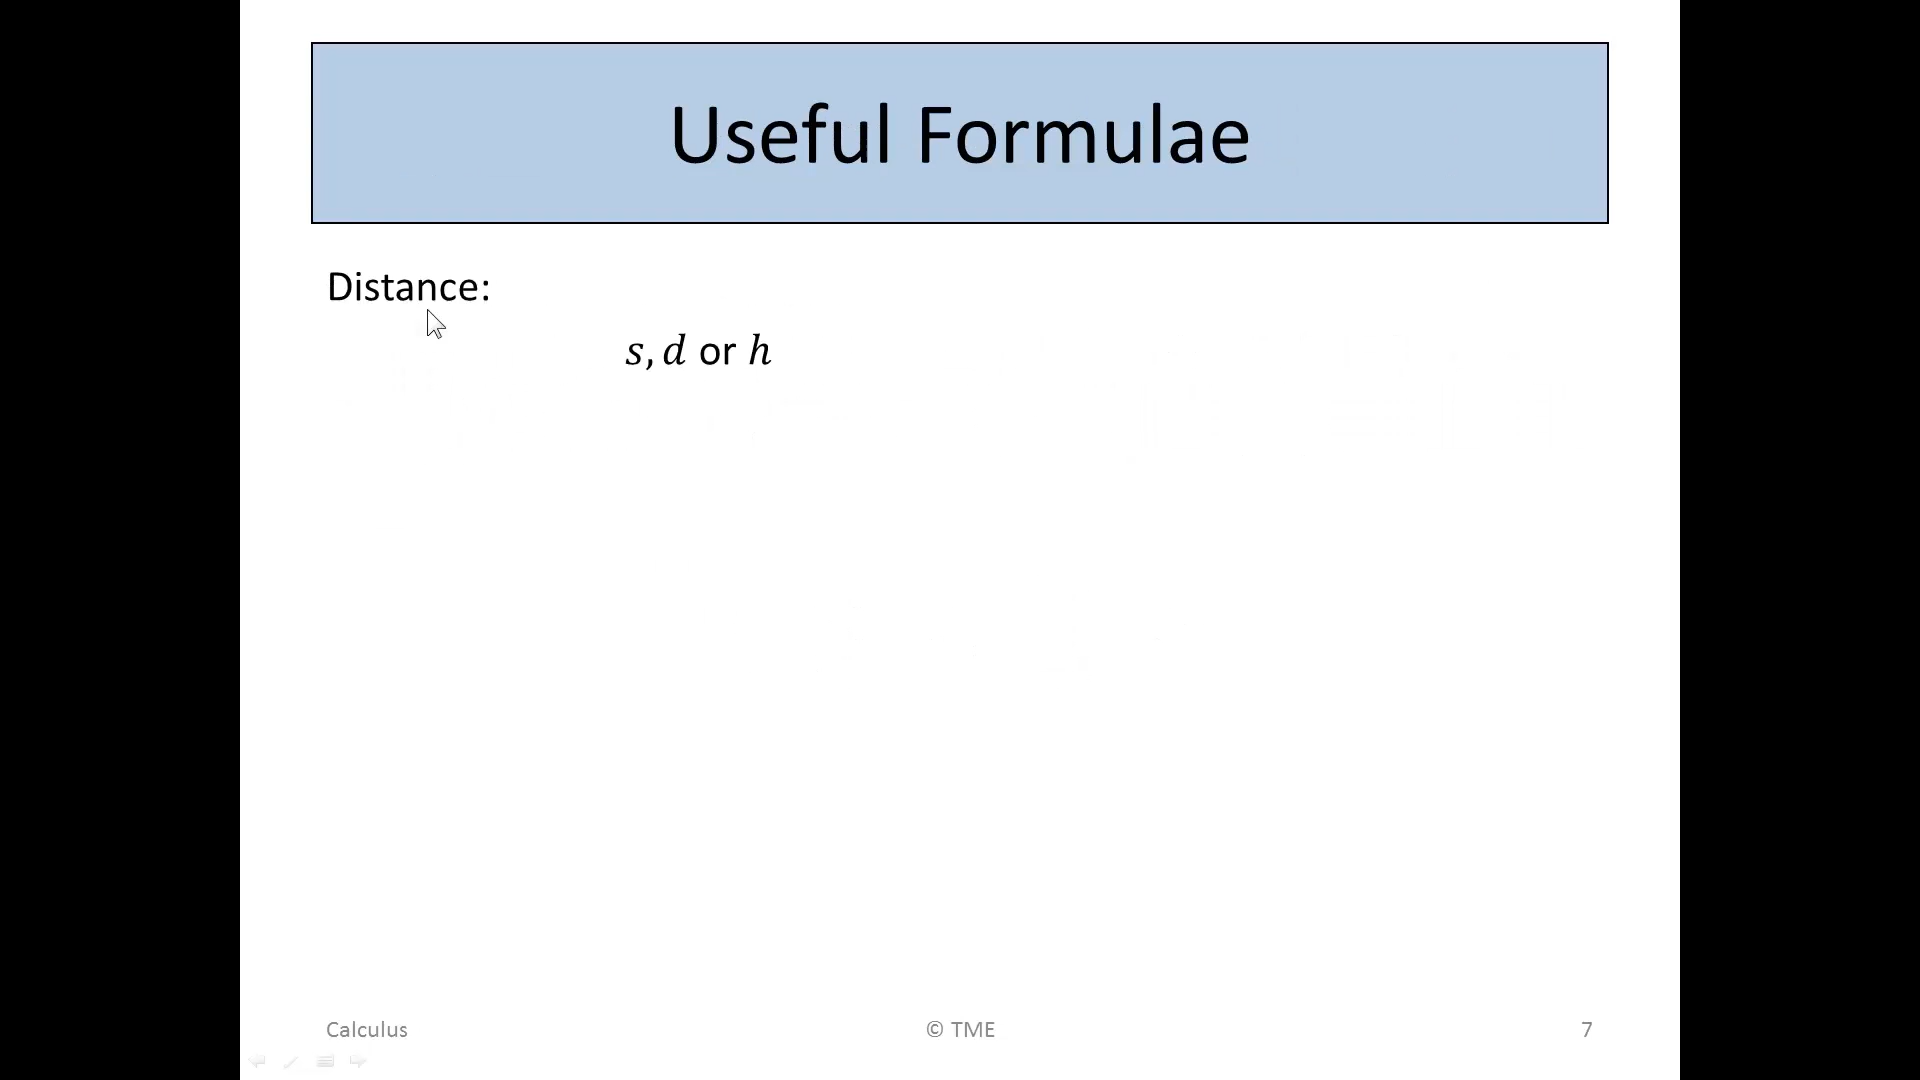 Useful Formulae
Distance:
s, d or h
Calculus
© TME
7